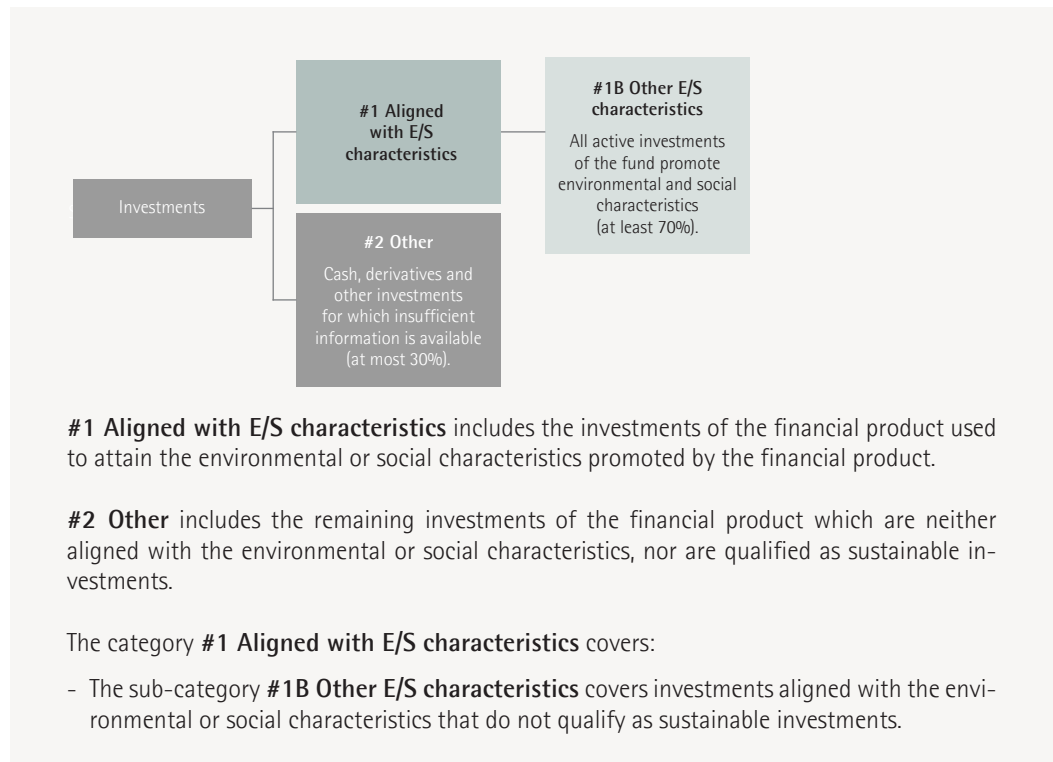 #1 Aligned
with E/S
characteristics
#1B Other E/S
characteristics
All active investments
of the fund promote
environmental and social
characteristics
(at least 70%).
Investments
#2 Other
Cash, derivatives and
other investments
for which insufficient
information is available
(at most 30%).
#1 Aligned with E/S characteristics includes the investments of the financial product used
to attain the environmental or social characteristics promoted by the financial product.
#2 Other includes the remaining investments of the financial product which are neither
aligned with the environmental or social characteristics, nor are qualified as sustainable in-
vestments.
The category #1 Aligned with E/S characteristics covers:
- The sub-category #1B Other E/S characteristics covers investments aligned with the envi-
ronmental or social characteristics that do not qualify as sustainable investments.